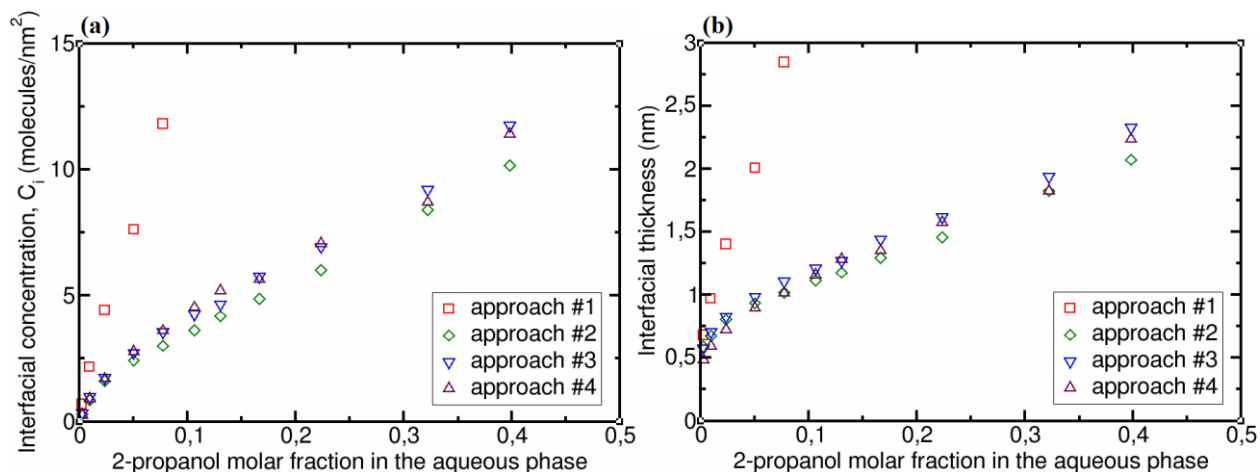 (a)
Interfacial concentration, C_i (molecules/nm²)
15
10
5
0
0
0,1
0,2
0,3
0,4
0,5
approach #1
approach #2
approach #3
approach #4
2-propanol molar fraction in the aqueous phase
(b)
Interfacial thickness (nm)
3
2,5
2
1,5
1
0,5
0
0
0,1
0,2
0,3
0,4
0,5
approach #1
approach #2
approach #3
approach #4
2-propanol molar fraction in the aqueous phase